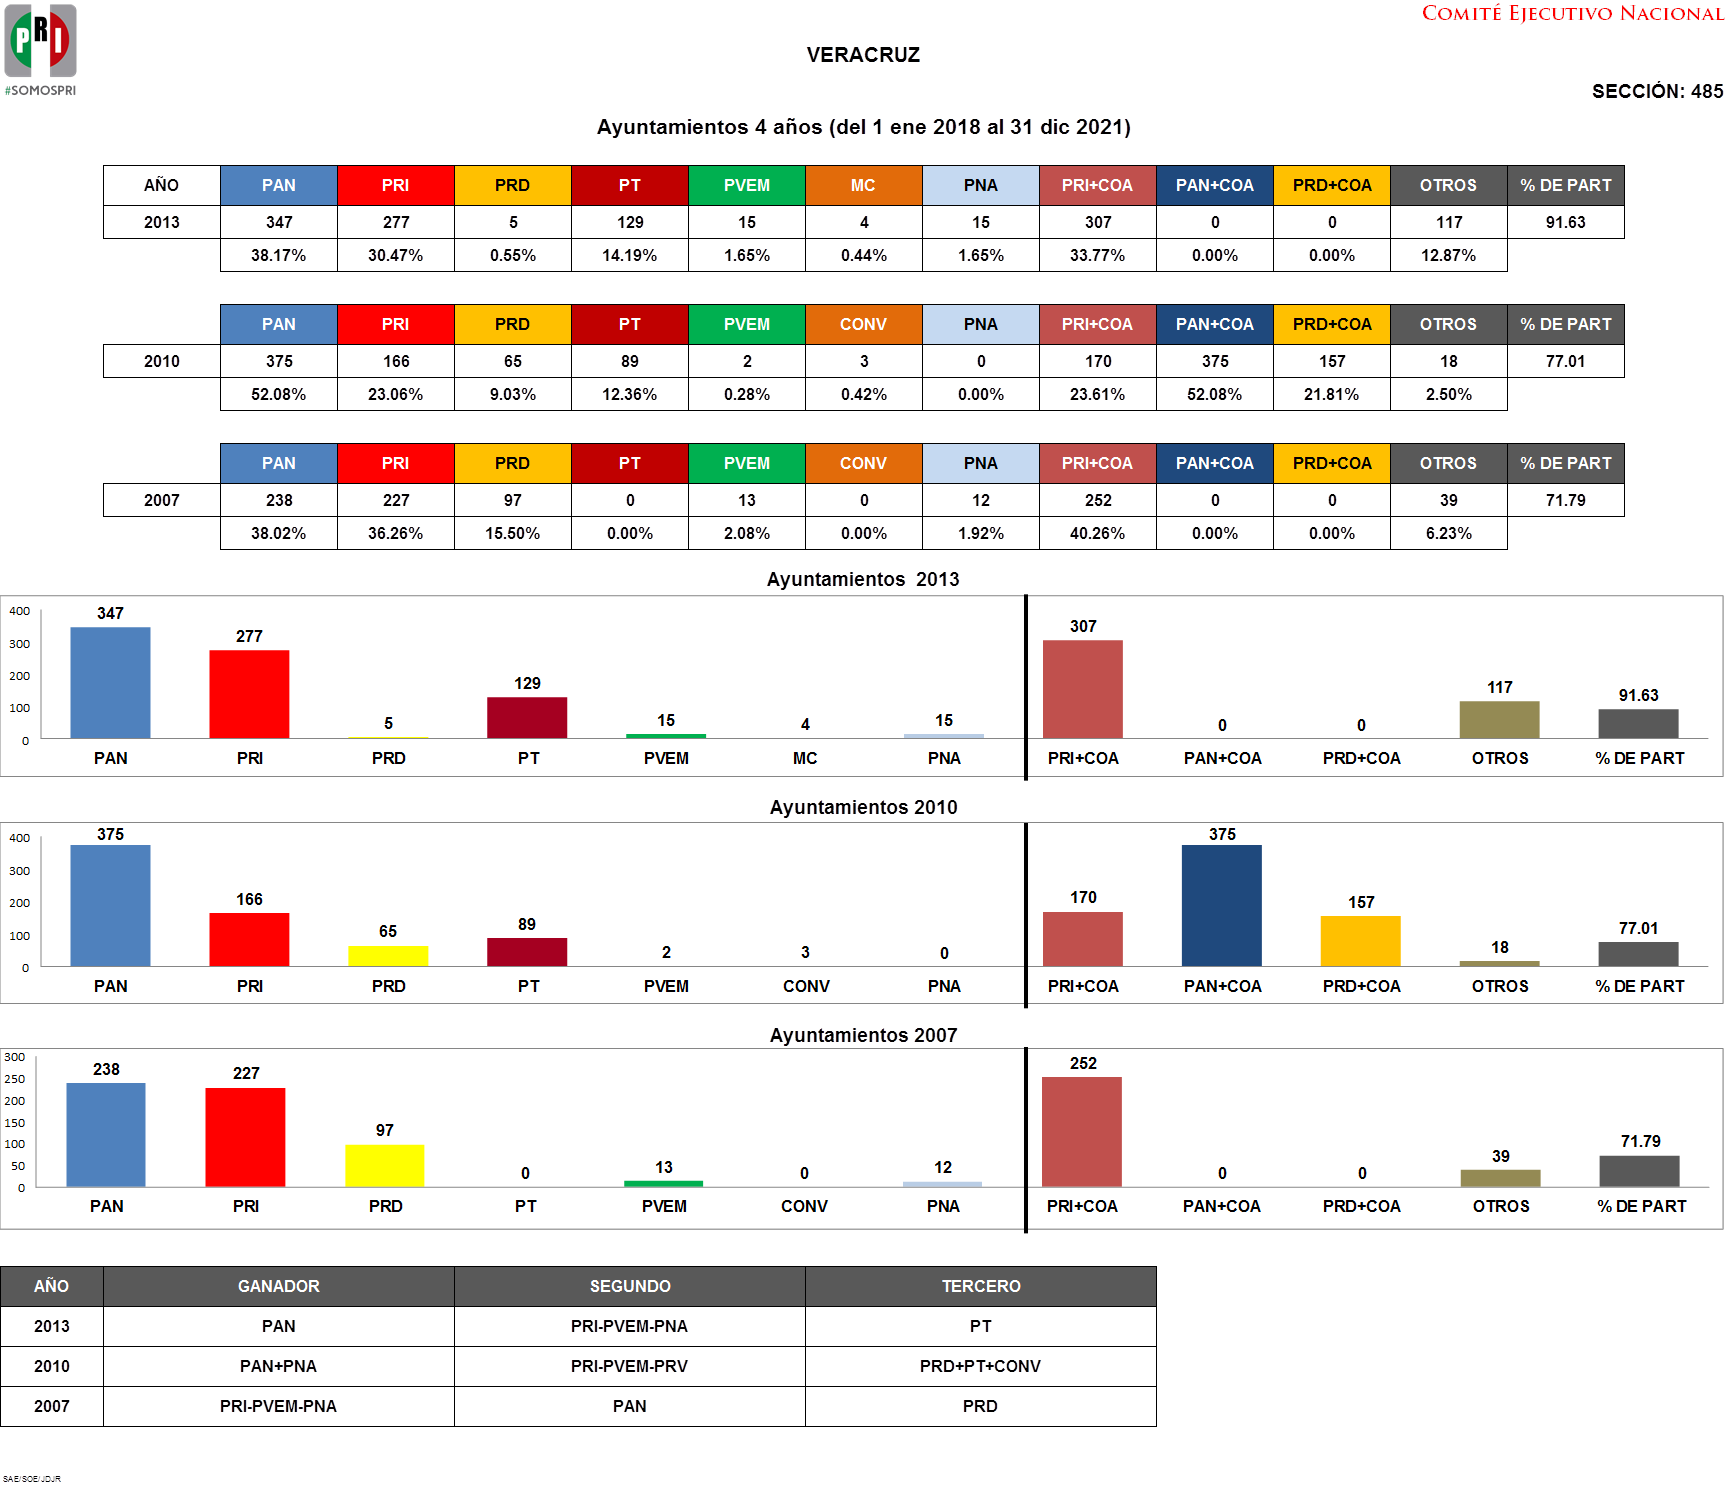 PRI
#SOMOSPRI
COMITÉ EJECUTIVO NACIONAL
VERACRUZ
SECCIÓN: 485
Ayuntamientos 4 años (del 1 ene 2018 al 31 dic 2021)
AÑO PAN PRI PRD PT PVEM MC PNA PRI+COA PAN+COA PRD+COA OTROS % DE PART
2013 347 277 5 129 15 4 15 307 0 0 117 91.63
38.17% 30.47% 0.55% 14.19% 1.65% 0.44% 1.65% 33.77% 0.00% 0.00% 12.87%
PAN PRI PRD PT PVEM CONV PNA PRI+COA PAN+COA PRD+COA OTROS % DE PART
2010 375 166 65 89 2 3 0 170 375 157 18 77.01
52.08% 23.06% 9.03% 12.36% 0.28% 0.42% 0.00% 23.61% 52.08% 21.81% 2.50%
PAN PRI PRD PT PVEM CONV PNA PRI+COA PAN+COA PRD+COA OTROS % DE PART
2007 238 227 97 0 13 0 12 252 0 0 39 71.79
38.02% 36.26% 15.50% 0.00% 2.08% 0.00% 1.92% 40.26% 0.00% 0.00% 6.23%
Ayuntamientos 2013
400
300
200
100
0
347 277 5 129 15 4 15 307 0 0 117 91.63
PAN PRI PRD PT PVEM MC PNA PRI+COA PAN+COA PRD+COA OTROS % DE PART
Ayuntamientos 2010
400
300
200
100
0
375 166 65 89 2 3 0 170 375 157 18 77.01
PAN PRI PRD PT PVEM CONV PNA PRI+COA PAN+COA PRD+COA OTROS % DE PART
Ayuntamientos 2007
300
250
200
150
100
50
0
238 227 97 0 13 0 12 252 0 0 39 71.79
PAN PRI PRD PT PVEM CONV PNA PRI+COA PAN+COA PRD+COA OTROS % DE PART
AÑO GANADOR SEGUNDO TERCERO
2013 PAN PRI-PVEM-PNA PT
2010 PAN+PNA PRI-PVEM-PRV PRD+PT+CONV
2007 PRI-PVEM-PNA PAN PRD
SAE/SOE/JDJR